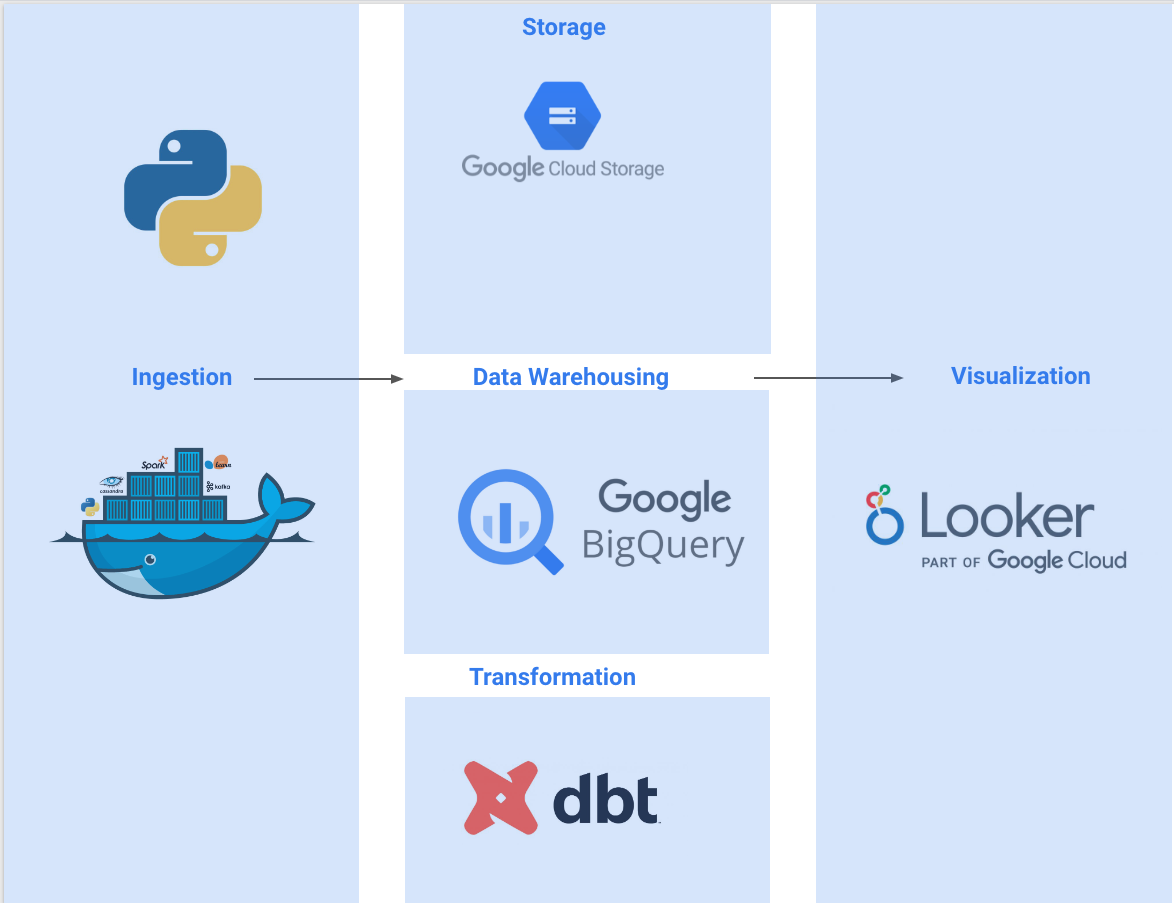 Storage
Google Cloud Storage
Ingestion
Data Warehousing
Visualization
Spark
cassandra
kafka
Google
BigQuery
Looker
PART OF Google Cloud
Transformation
dbt